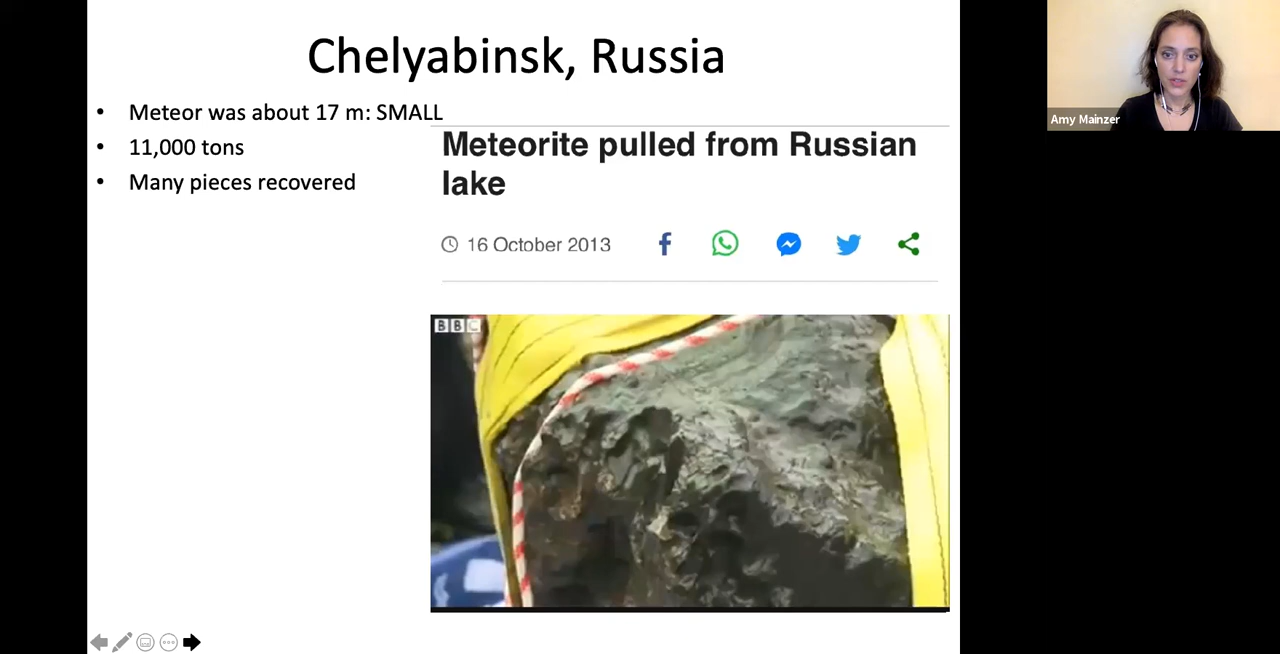 Chelyabinsk, Russia
• Meteor was about 17 m: SMALL
• 11,000 tons
• Many pieces recovered
Meteorite pulled from Russian
lake
16 October 2013
BBC
Amy Mainzer